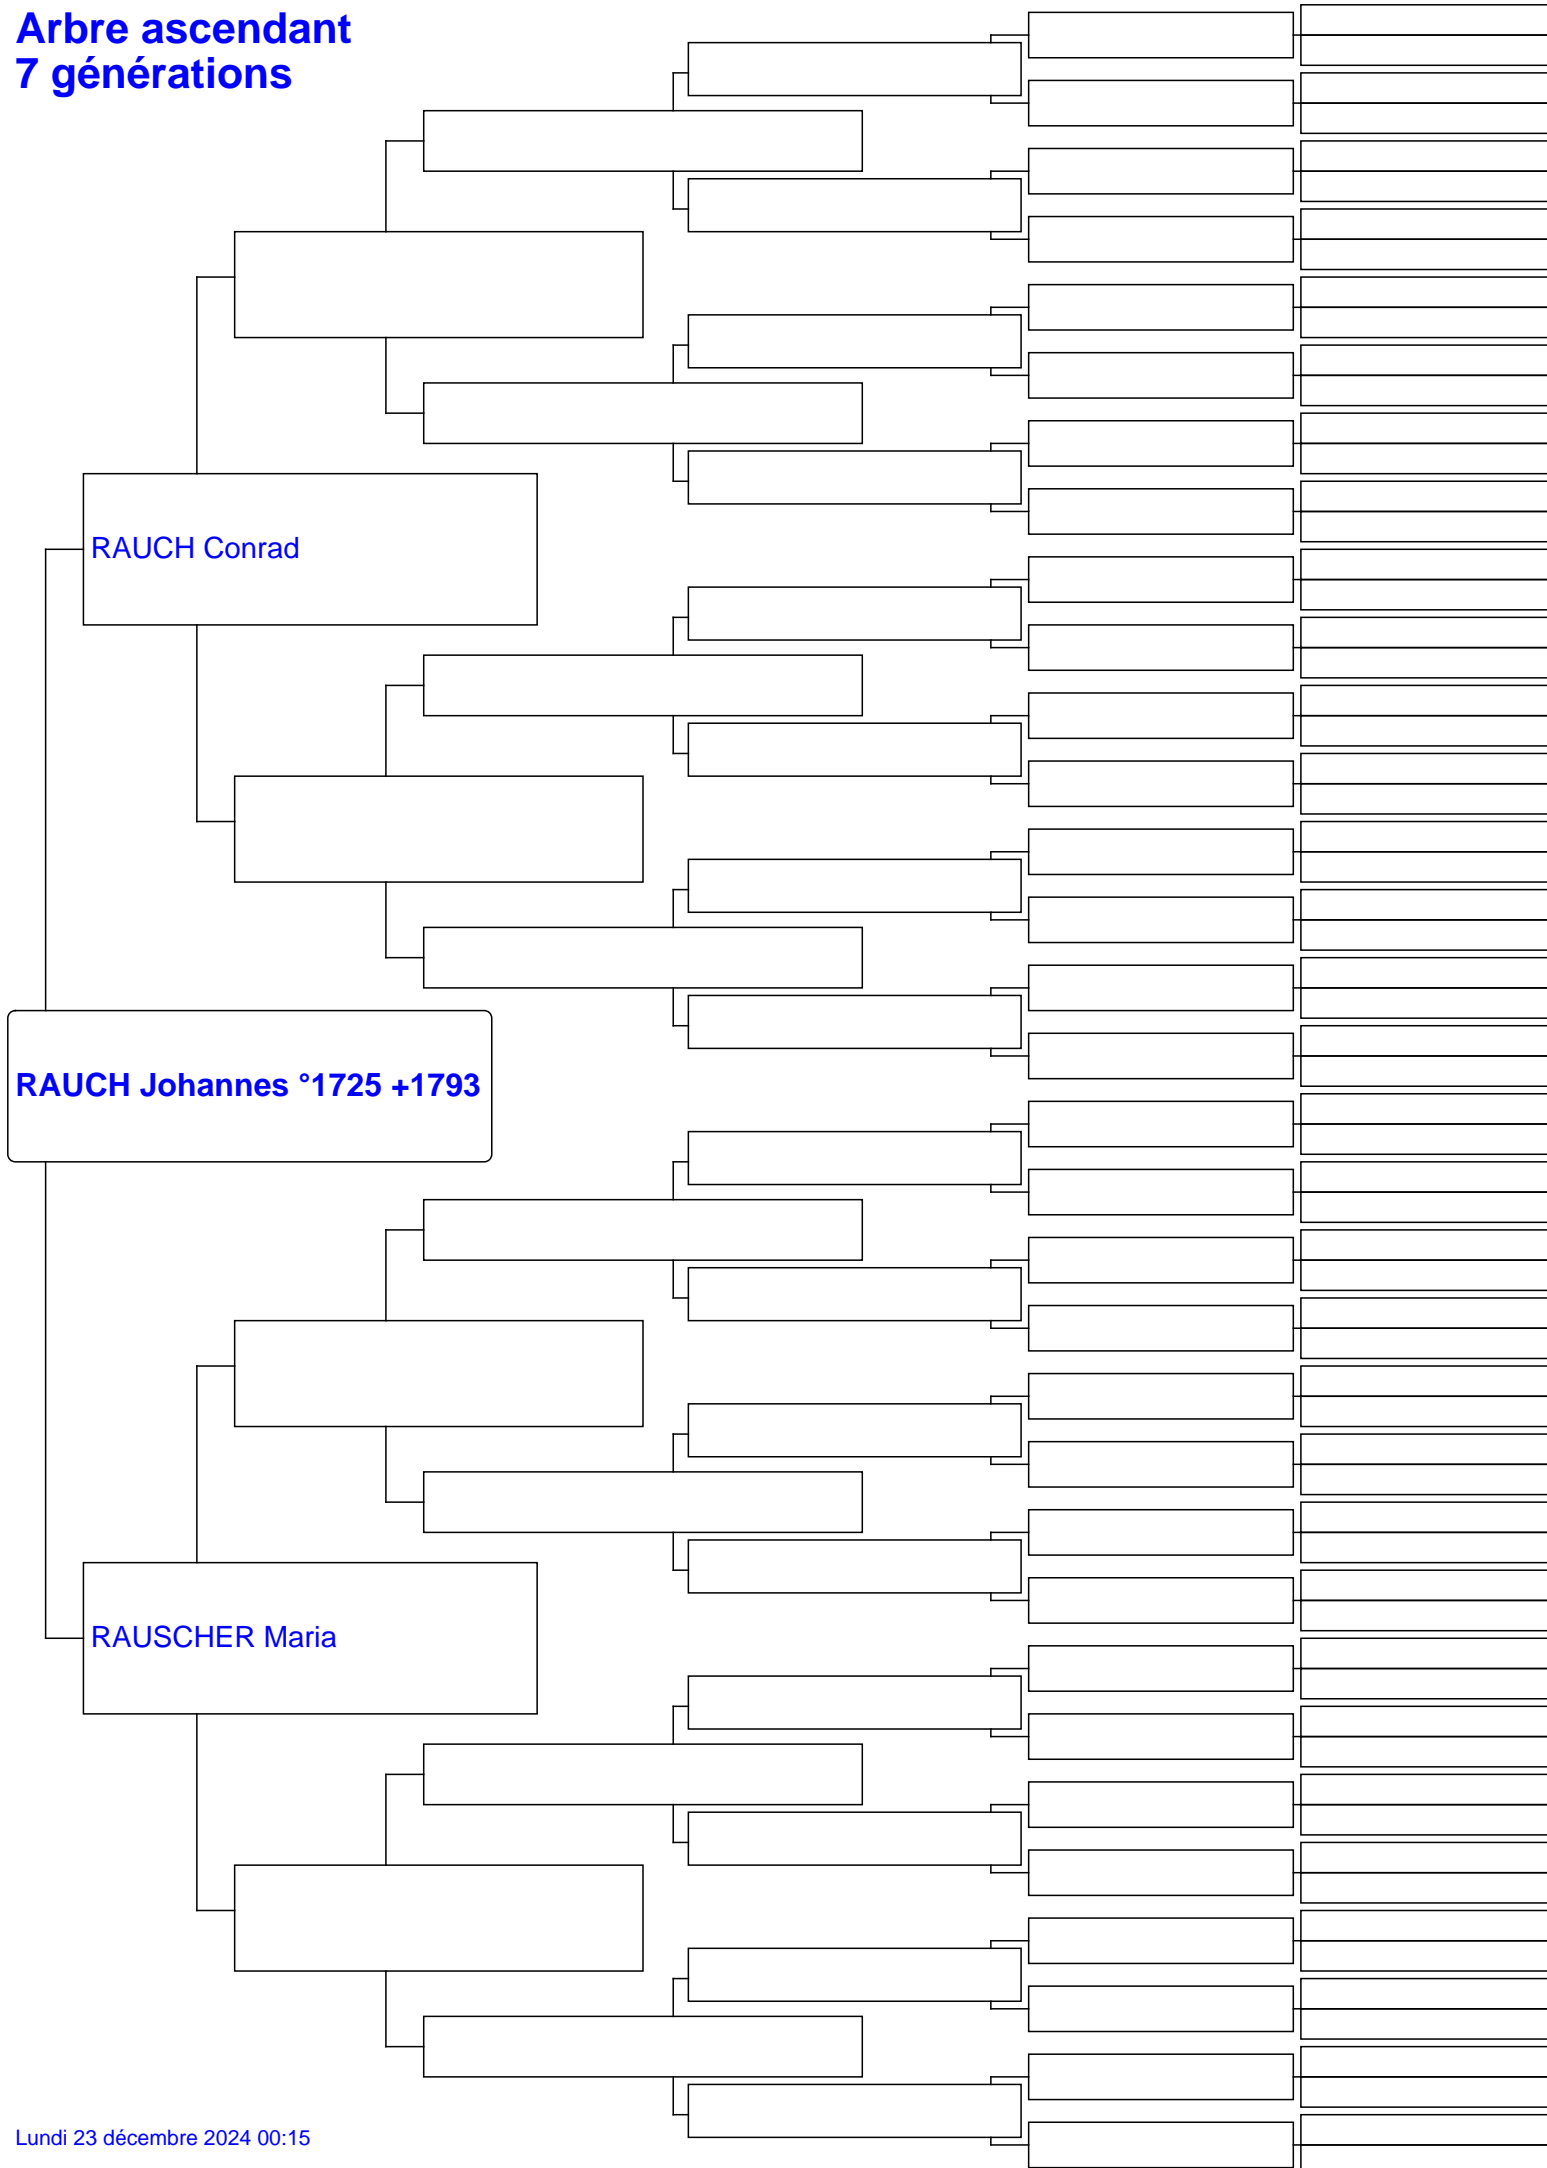 Arbre ascendant
7 générations
RAUCH Conrad
RAUCH Johannes °1725 +1793
RAUSCHER Maria
Lundi 23 décembre 2024 00:15